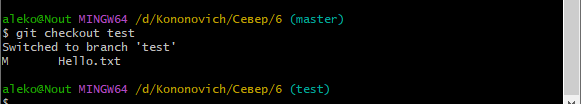 aleko@Nout MINGW64 /d/Kononovich/Север/6 (master)
$ git checkout test
Switched to branch 'test'
M       Hello.txt
aleko@Nout MINGW64 /d/Kononovich/Север/6 (test)
$